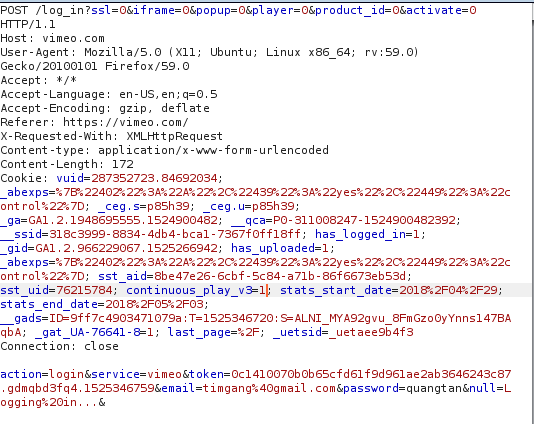 POST /log_in?ssl=0&iframe=0&popup=0&player=0&product_id=0&activate=0
HTTP/1.1
Host: vimeo.com
User-Agent: Mozilla/5.0 (X11; Ubuntu; Linux x86_64; rv:59.0)
Gecko/20100101 Firefox/59.0
Accept: */*
Accept-Language: en-US,en;q=0.5
Accept-Encoding: gzip, deflate
Referer: https://vimeo.com/
X-Requested-With: XMLHttpRequest
Content-type: application/x-www-form-urlencoded
Content-Length: 172
Cookie: vuid=287352723.84692034;
_abexps=%7B%22402%22%3A%22A%22%2C%22439%22%3A%22yes%22%2C%22449%22%3A%22c
ontrol%22%7D; _ceg.s=p85h39; _ceg.u=p85h39;
_ga=GA1.2.1948695555.1524900482; __qca=P0-311008247-1524900482392;
__ssid=318c3999-8834-4db4-bca1-7367f0ff18ff; has_logged_in=1;
_gid=GA1.2.966229067.1525266942; has_uploaded=1;
_abexps=%7B%22402%22%3A%22A%22%2C%22439%22%3A%22yes%22%2C%22449%22%3A%22c
ontrol%22%7D; sst_aid=8be47e26-6cbf-5c84-a71b-86f6673eb53d;
sst_uid=76215784; continuous_play_v3=1; stats_start_date=2018%2F04%2F29;
stats_end_date=2018%2F05%2F03;
__gads=ID=9ff7c4903471079a:T=1525346720:S=ALNI_MYA92gvu_8FmGzo0yYnns147BA
qbA; _gat_UA-76641-8=1; last_page=%2F; _uetsid=_uetaee9b4f3
Connection: close

action=login&service=vimeo&token=0c1410070b0b65cfd61f9d961ae2ab3646243c87
.gdmqbd3fq4.1525346759&email=timgang%40gmail.com&password=quangtan&null=L
ogging%20in...&